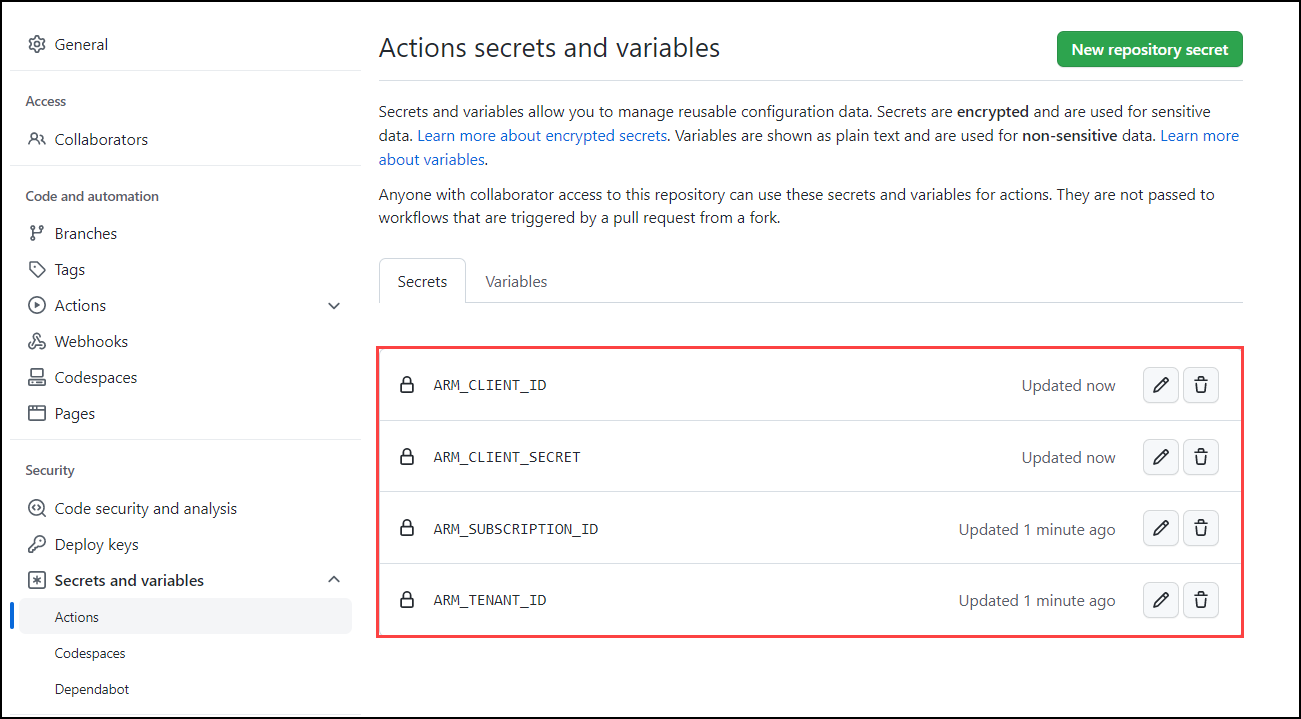 General
Access
Collaborators
Code and automation
Branches
Tags
Actions
Webhooks
Codespaces
Pages
Security
Code security and analysis
Deploy keys
Secrets and variables
Actions
Codespaces
Dependabot
Actions secrets and variables
New repository secret
Secrets and variables allow you to manage reusable configuration data. Secrets are encrypted and are used for sensitive
data. Learn more about encrypted secrets. Variables are shown as plain text and are used for non-sensitive data. Learn more
about variables.
Anyone with collaborator access to this repository can use these secrets and variables for actions. They are not passed to
workflows that are triggered by a pull request from a fork.
Secrets Variables
ARM_CLIENT_ID Updated now
ARM_CLIENT_SECRET Updated now
ARM_SUBSCRIPTION_ID Updated 1 minute ago
ARM_TENANT_ID Updated 1 minute ago